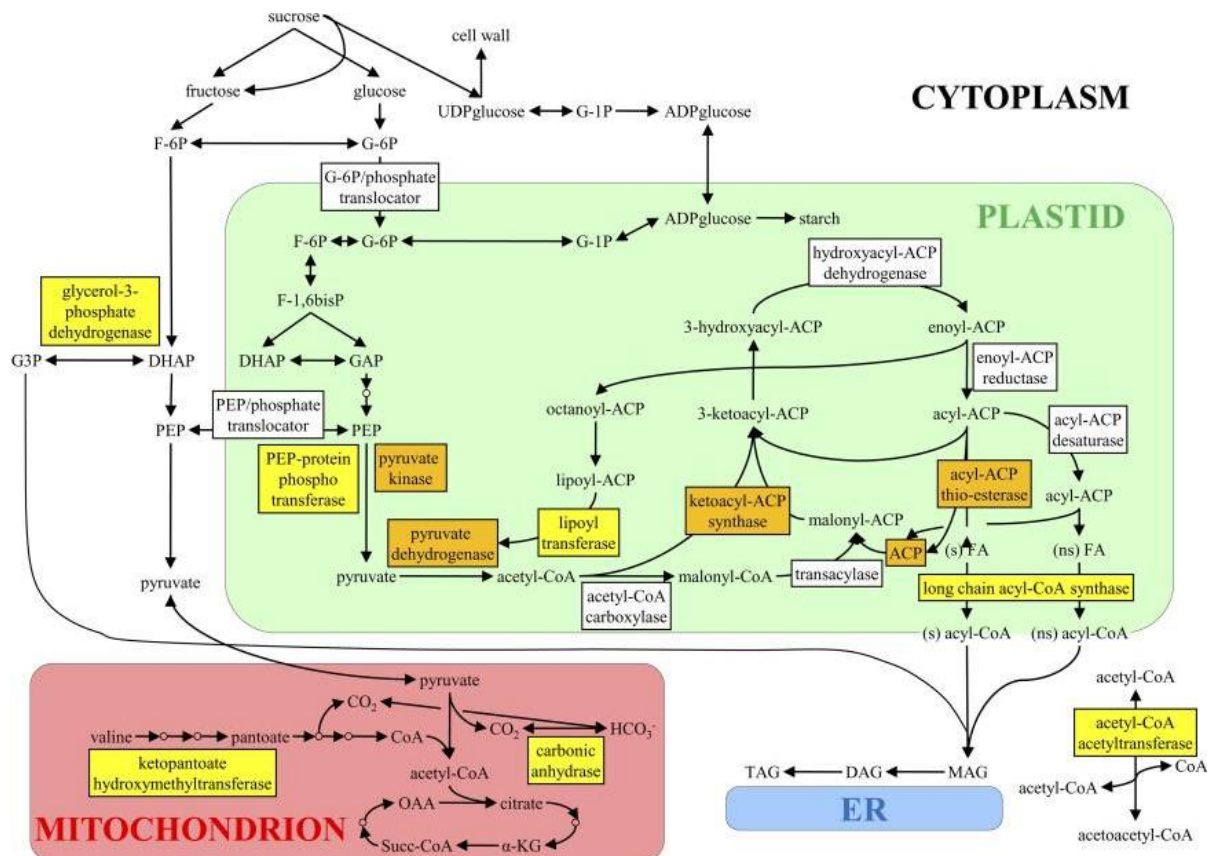 sucrose
cell wall
fructose
glucose
UDPglucose
G-1P
ADPglucose
CYTOPLASM
F-6P
G-6P
G-6P/phosphate
translocator
PLASTID
ADPglucose
starch
F-6P
G-6P
G-1P
hydroxyacyl-ACP
dehydrogenase
glycerol-3-
phosphate
dehydrogenase
F-1,6bisP
3-hydroxyacyl-ACP
enoyl-ACP
G3P
DHAP
DHAP
GAP
enoyl-ACP
reductase
PEP/phosphate
translocator
octanoyl-ACP
3-ketoacyl-ACP
acyl-ACP
acyl-ACP
desaturase
PEP
PEP
PEP-protein
phospho
transferase
pyruvate
kinase
lipoyl-ACP
acyl-ACP
thio-esterase
acyl-ACP
ketoacyl-ACP
synthase
pyruvate
dehydrogenase
lipoyl
transferase
malonyl-ACP
ACP
(s) FA
(ns) FA
pyruvate
pyruvate
acetyl-CoA
malonyl-CoA
transacylase
long chain acyl-CoA synthase
acetyl-CoA
carboxylase
(s) acyl-CoA
(ns) acyl-CoA
pyruvate
CO2
valine
pantoate
CoA
CO2
HCO3-
ketopantoate
hydroxymethyltransferase
carbonic
anhydrase
acetyl-CoA
OAA
citrate
Succ-CoA
α-KG
MITOCHONDRION
TAG
DAG
MAG
ER
acetyl-CoA
acetyl-CoA
acetyltransferase
CoA
acetyl-CoA
acetoacetyl-CoA